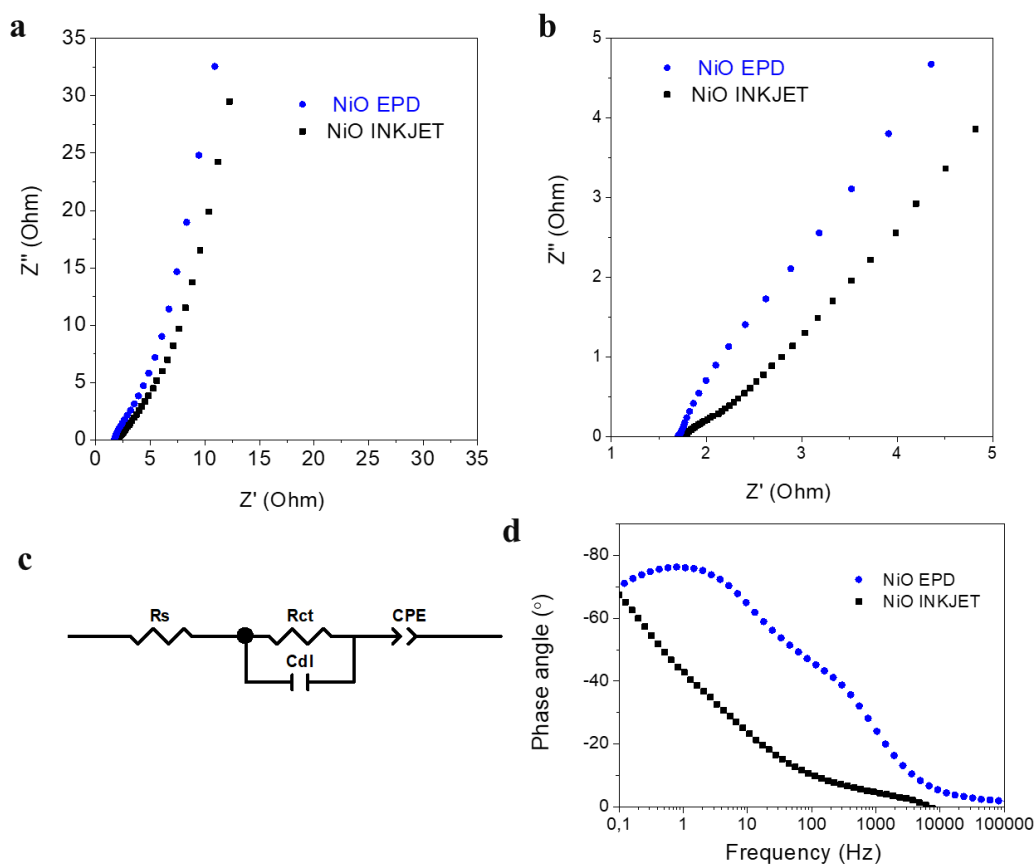 a
35
30
25
20
15
10
5
0
Z'' (Ohm)
NiO EPD
NiO INKJET
0 5 10 15 20 25 30 35
Z' (Ohm)
b
5
4
3
2
1
0
Z'' (Ohm)
NiO EPD
NiO INKJET
1 2 3 4 5
Z' (Ohm)
c
Rs
Rct
CPE
Cdl
d
-80
-60
-40
-20
0
Phase angle (°)
NiO EPD
NiO INKJET
0,1 1 10 100 1000 10000 100000
Frequency (Hz)